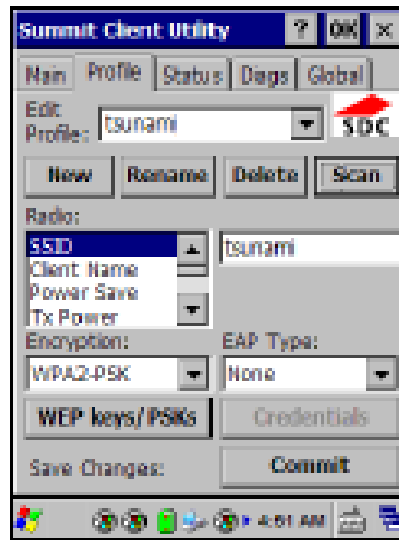 Summit Client Utility ? OK ×
Main Profile Status Diags Global
Edit
Profile: tsunami
SDC
New Rename Delete Scan
Radio:
SSID tsunami
Client Name
Power Save
Tx Power
Encryption: EAP Type:
WPA2-PSK None
WEP keys/PSKs Credentials
Save Changes: Commit
AM